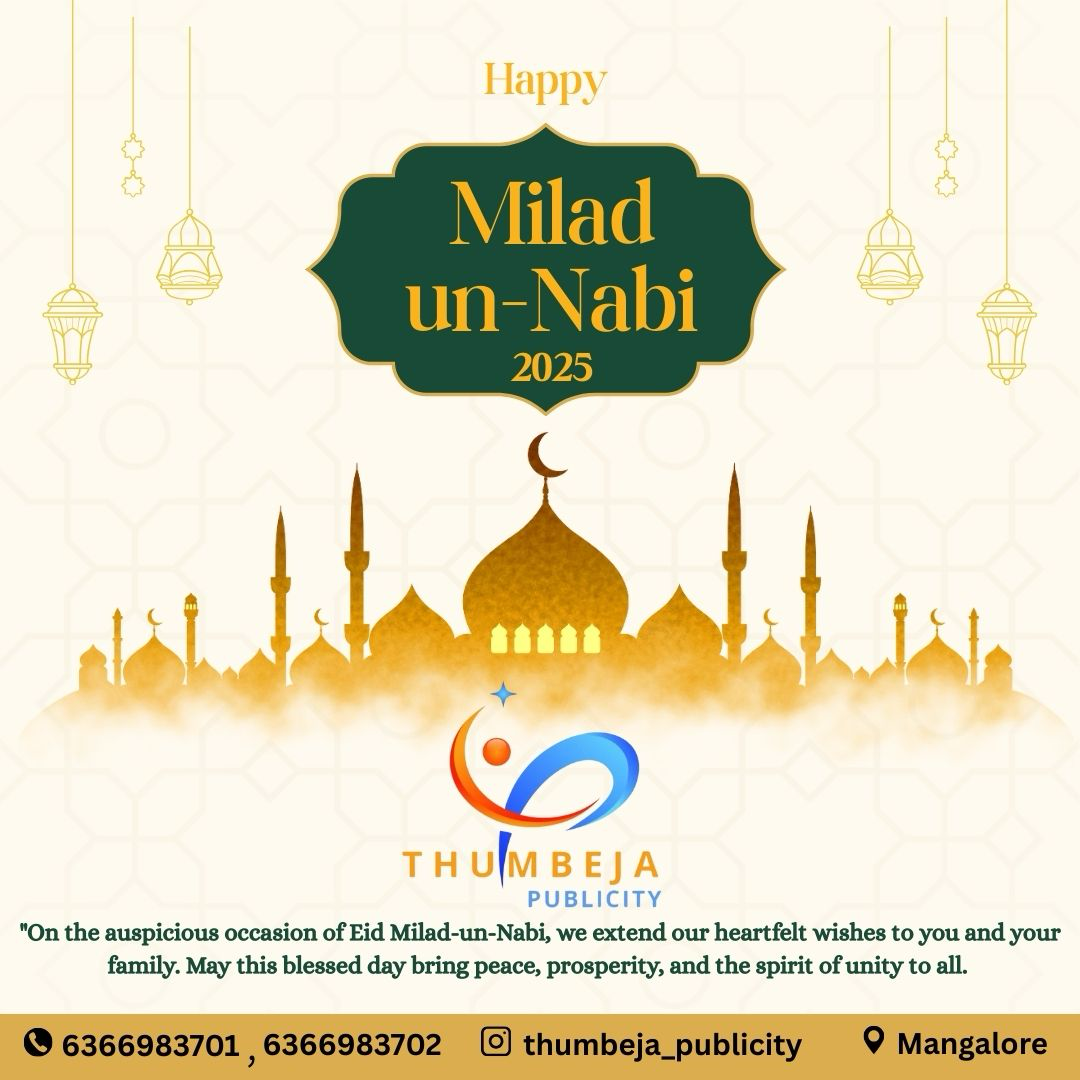 Happy
Milad
un-Nabi
2025
THUMBEJA
PUBLICITY
"On the auspicious occasion of Eid Milad-un-Nabi, we extend our heartfelt wishes to you and your
family. May this blessed day bring peace, prosperity, and the spirit of unity to all.
6366983701 , 6366983702 thumbeja_publicity Mangalore